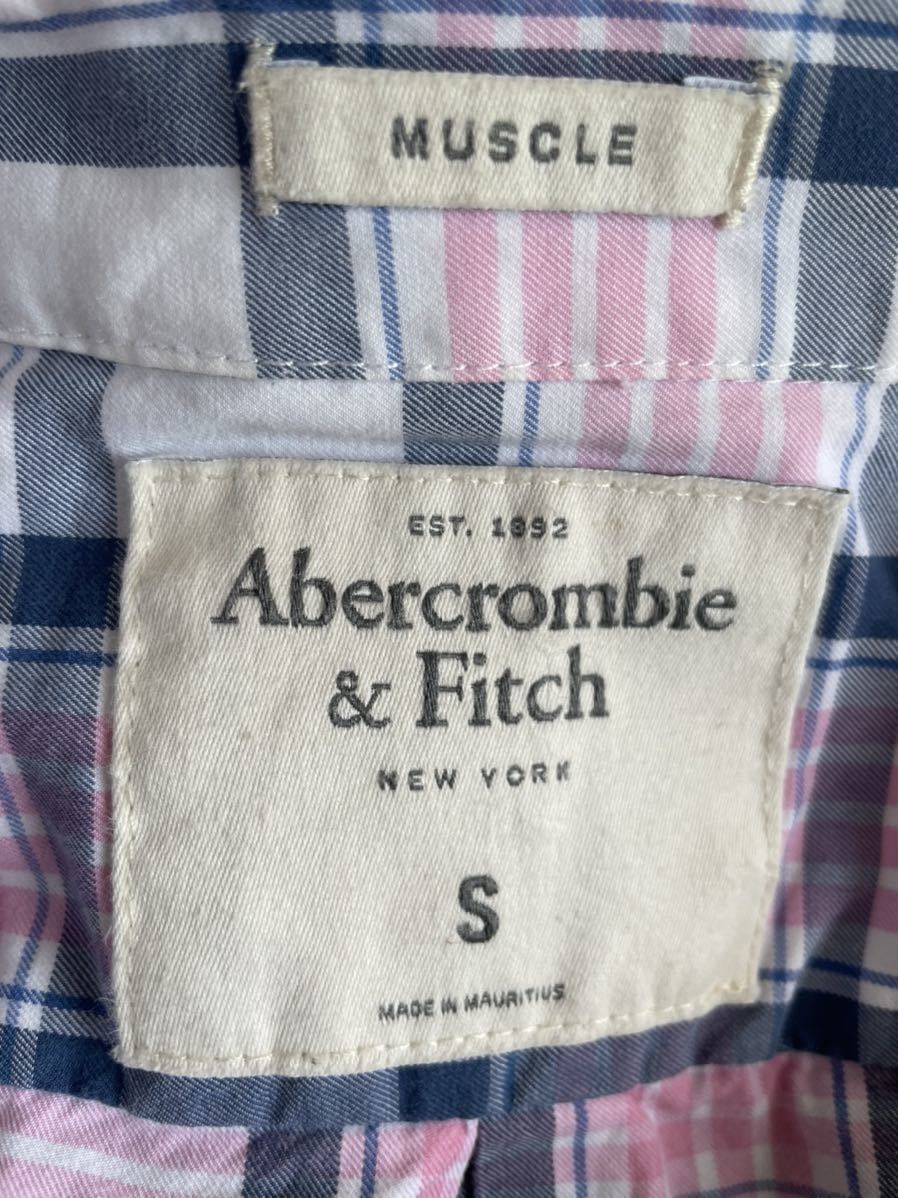 MUSCLE
EST. 1892
Abercrombie
& Fitch
NEW YORK
S
MADE IN MAURITIUS